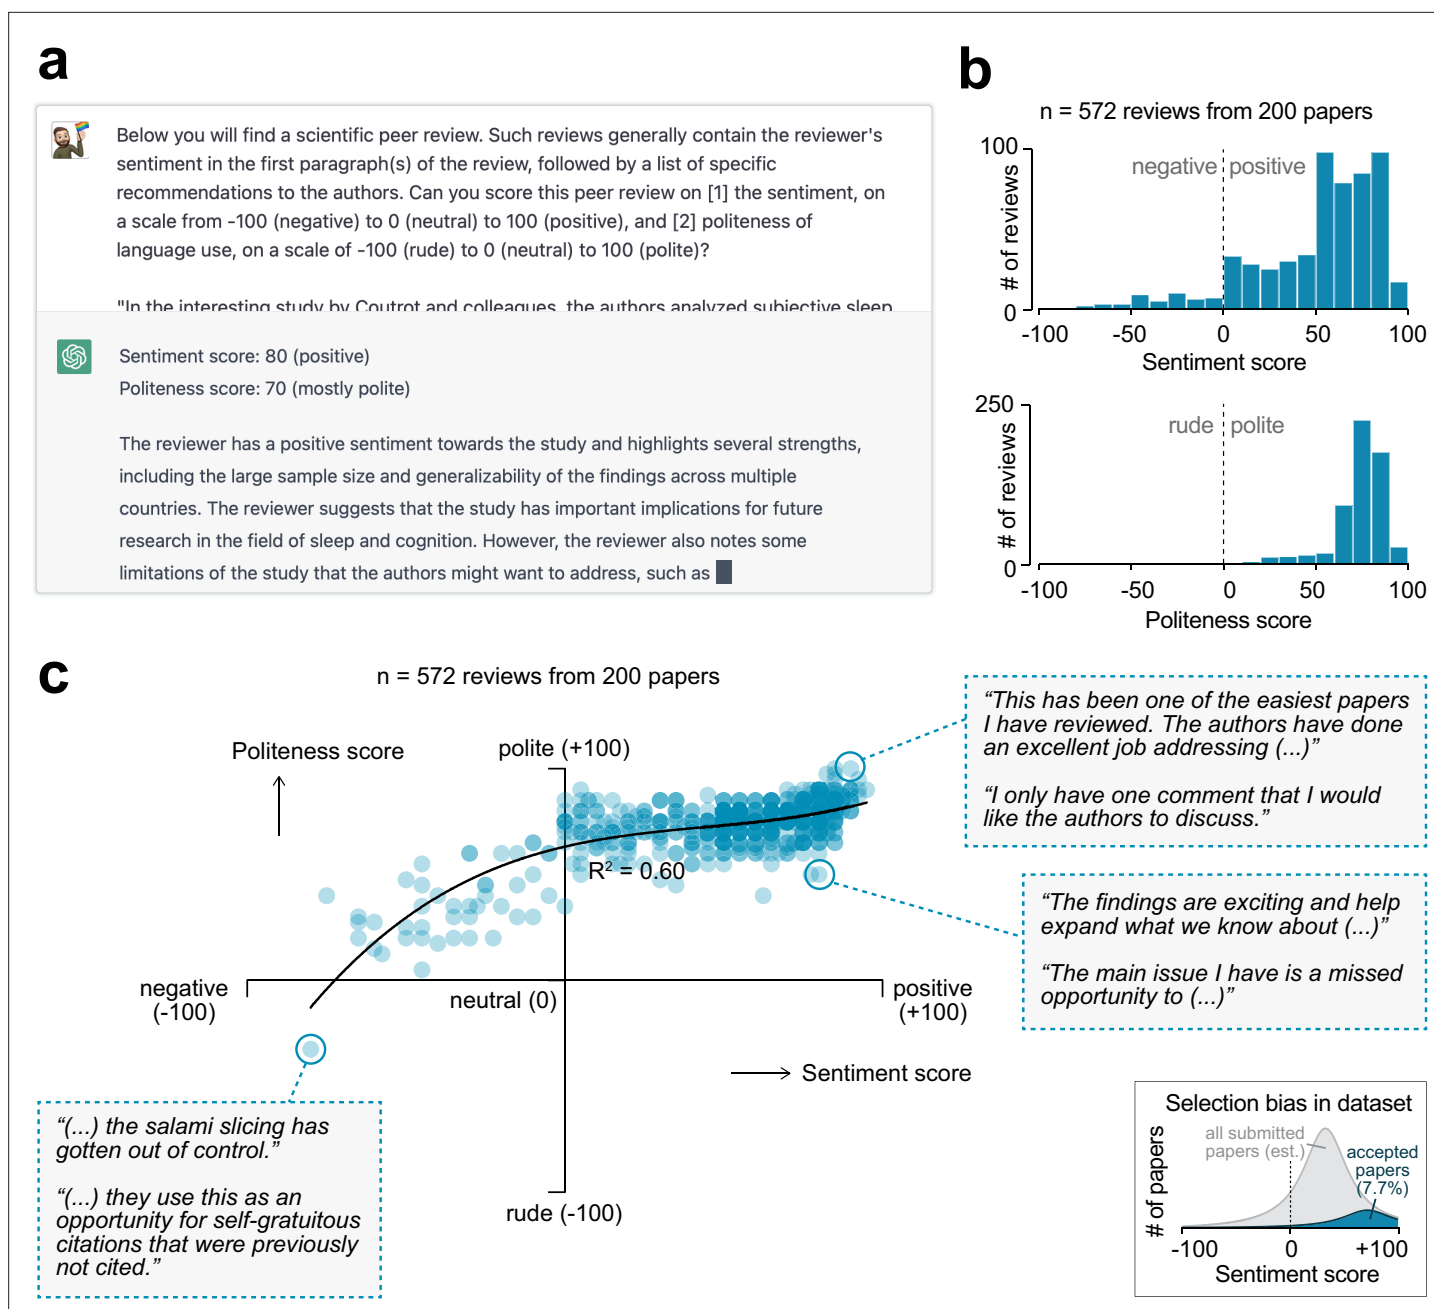 a
Below you will find a scientific peer review. Such reviews generally contain the reviewer's
sentiment in the first paragraph(s) of the review, followed by a list of specific
recommendations to the authors. Can you score this peer review on [1] the sentiment, on
a scale from -100 (negative) to 0 (neutral) to 100 (positive), and [2] politeness of
language use, on a scale of -100 (rude) to 0 (neutral) to 100 (polite)?
"In the interesting study by Coutrot and colleagues, the authors analyzed subjective sleep
Sentiment score: 80 (positive)
Politeness score: 70 (mostly polite)
The reviewer has a positive sentiment towards the study and highlights several strengths,
including the large sample size and generalizability of the findings across multiple
countries. The reviewer suggests that the study has important implications for future
research in the field of sleep and cognition. However, the reviewer also notes some
limitations of the study that the authors might want to address, such as
b
n = 572 reviews from 200 papers
100
negative positive
# of reviews
0
-100 -50 0 50 100
Sentiment score
250
rude polite
# of reviews
0
-100 -50 0 50 100
Politeness score
c
n = 572 reviews from 200 papers
Politeness score
polite (+100)
R² = 0.60
negative
(-100)
neutral (0)
positive
(+100)
Sentiment score
rude (-100)
“This has been one of the easiest papers
I have reviewed. The authors have done
an excellent job addressing (...)”
“I only have one comment that I would
like the authors to discuss.”
“The findings are exciting and help
expand what we know about (...)”
“The main issue I have is a missed
opportunity to (...)”
“(...) the salami slicing has
gotten out of control.”
“(...) they use this as an
opportunity for self-gratuitous
citations that were previously
not cited.”
Selection bias in dataset
all submitted
papers (est.)
accepted
papers
(7.7%)
# of papers
-100 0 +100
Sentiment score